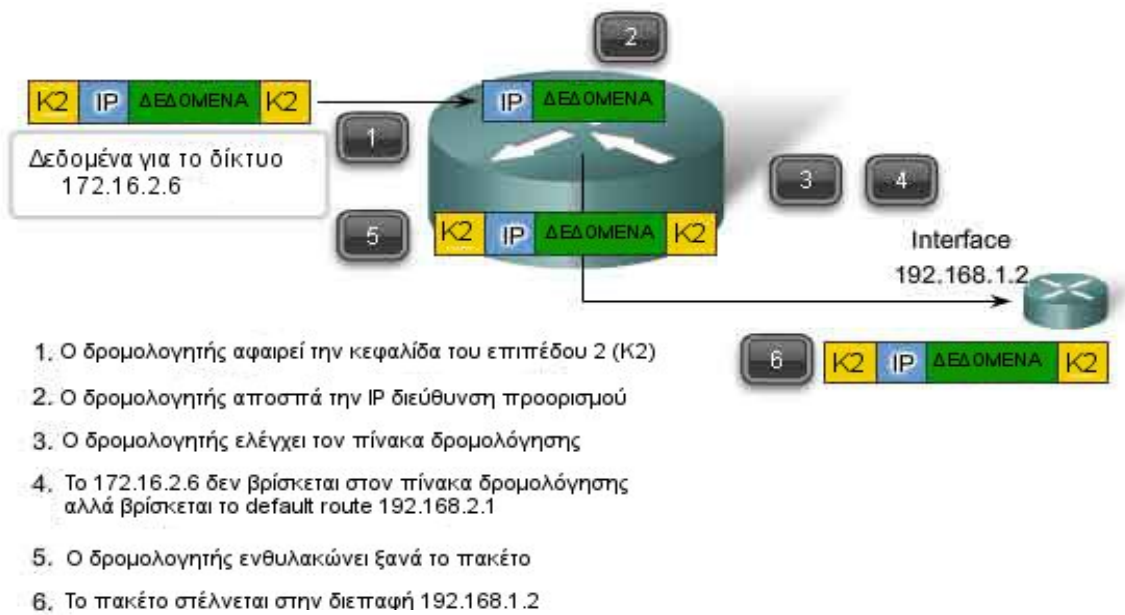 2
K2 IP ΔΕΔΟΜΕΝΑ K2
IP ΔΕΔΟΜΕΝΑ
1
Δεδομένα για το δίκτυο
172.16.2.6
3 4
5
K2 IP ΔΕΔΟΜΕΝΑ K2
Interface
192.168.1.2
6
K2 IP ΔΕΔΟΜΕΝΑ K2
1. Ο δρομολογητής αφαιρεί την κεφαλίδα του επιπέδου 2 (Κ2)
2. Ο δρομολογητής αποσπά την IP διεύθυνση προορισμού
3. Ο δρομολογητής ελέγχει τον πίνακα δρομολόγησης
4. Το 172.16.2.6 δεν βρίσκεται στον πίνακα δρομολόγησης
αλλά βρίσκεται το default route 192.168.2.1
5. Ο δρομολογητής ενθυλακώνει ξανά το πακέτο
6. Το πακέτο στέλνεται στην διεπαφή 192.168.1.2